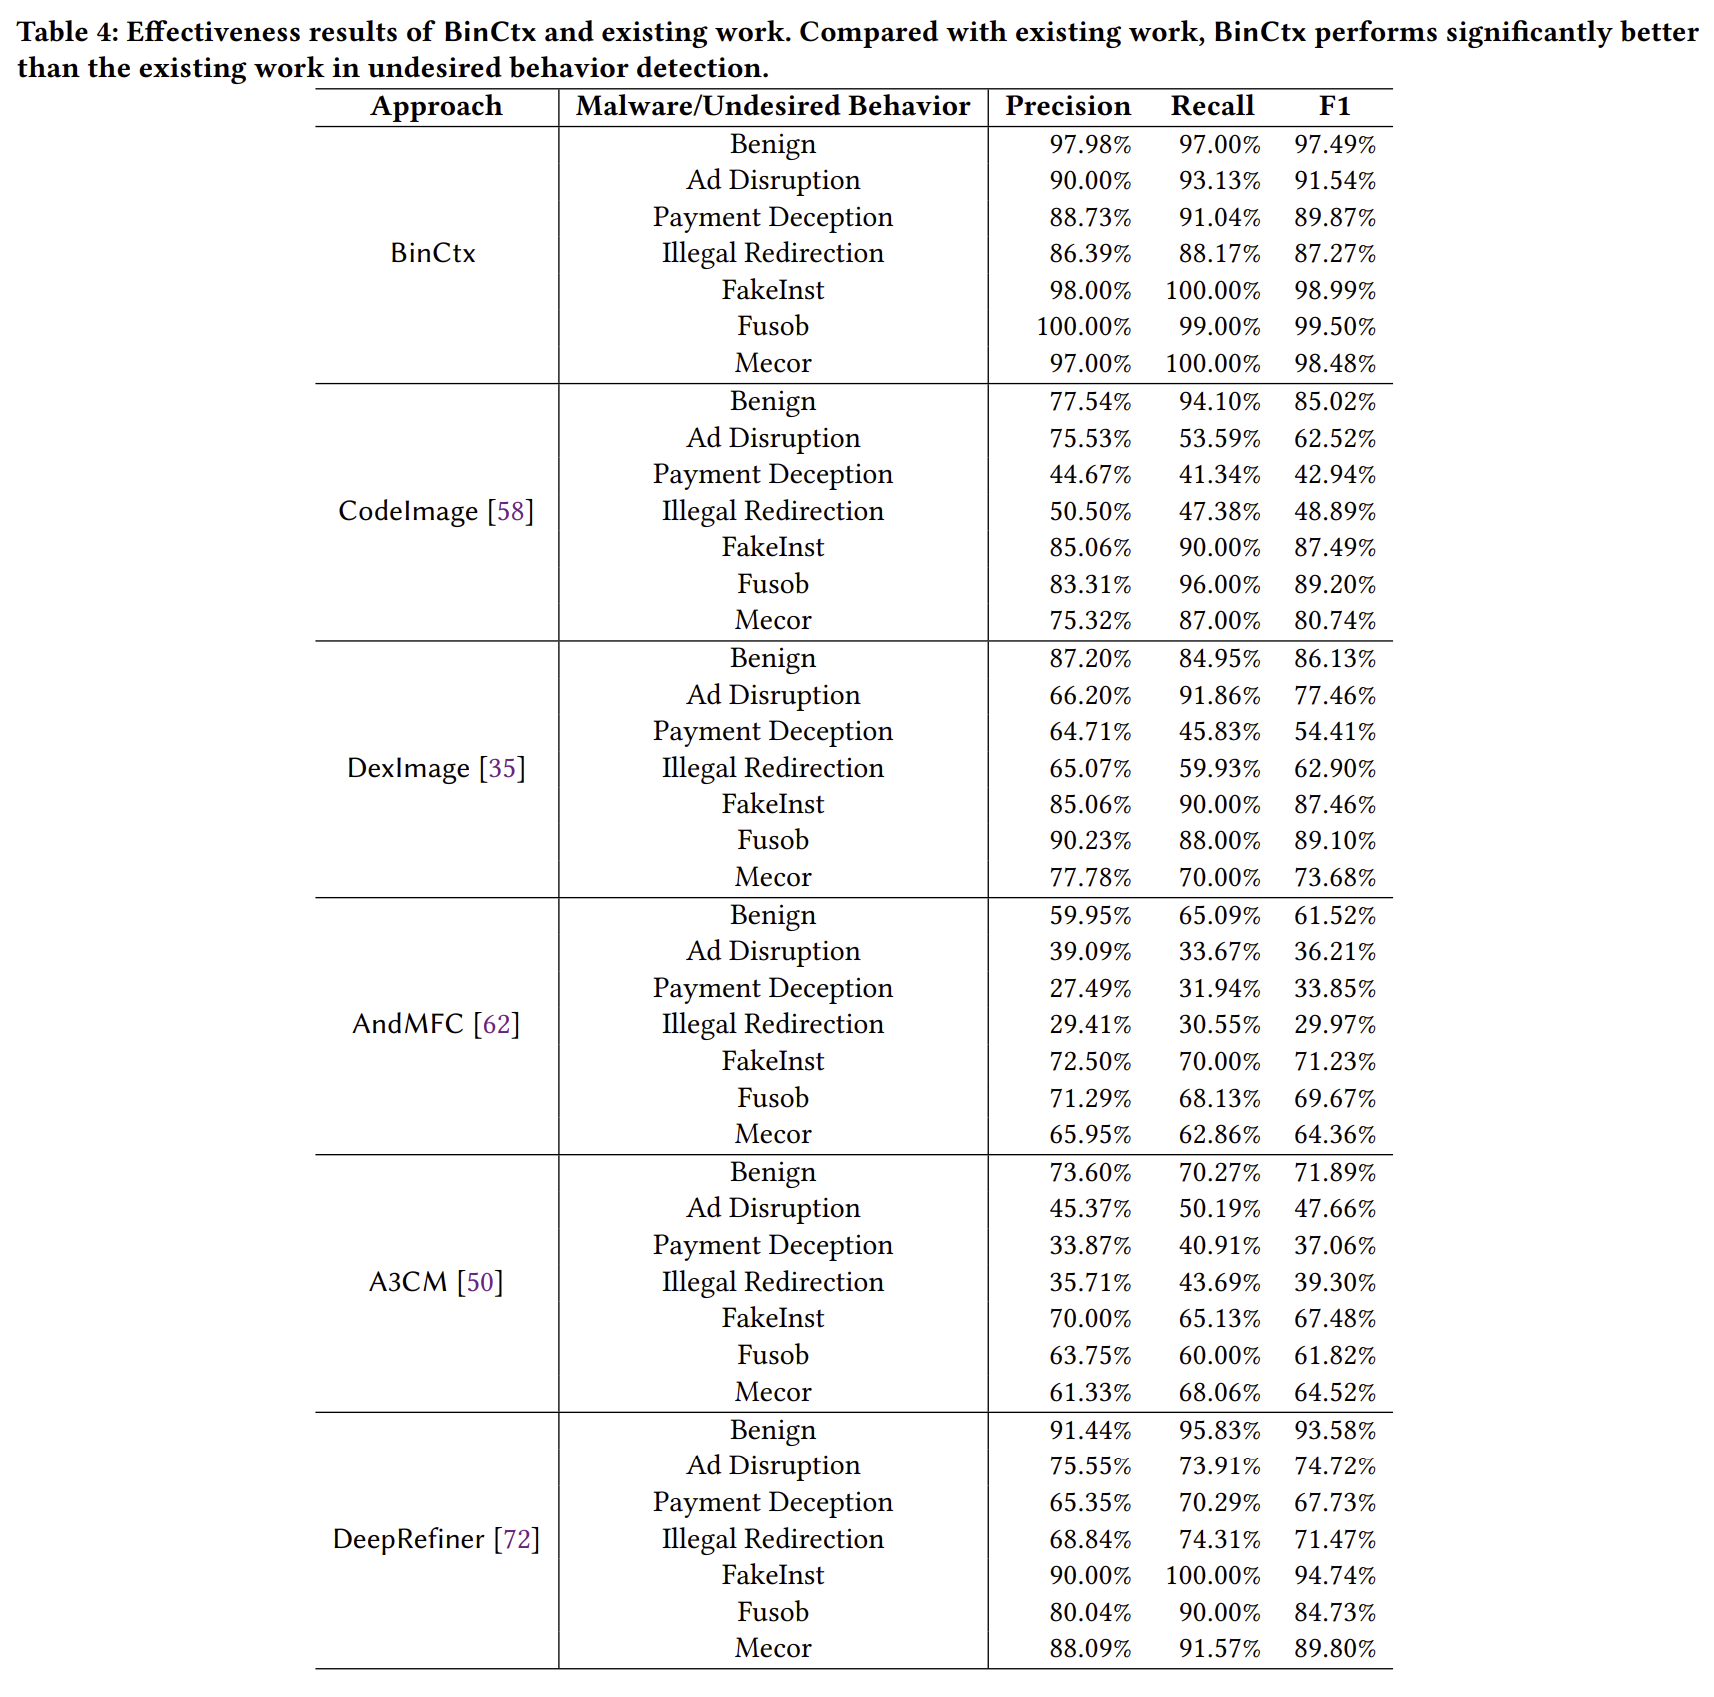 Table 4: Effectiveness results of BinCtx and existing work. Compared with existing work, BinCtx performs significantly better
than the existing work in undesired behavior detection.
Approach Malware/Undesired Behavior Precision Recall F1
Benign 97.98% 97.00% 97.49%
Ad Disruption 90.00% 93.13% 91.54%
Payment Deception 88.73% 91.04% 89.87%
BinCtx Illegal Redirection 86.39% 88.17% 87.27%
FakeInst 98.00% 100.00% 98.99%
Fusob 100.00% 99.00% 99.50%
Mecor 97.00% 100.00% 98.48%
Benign 77.54% 94.10% 85.02%
Ad Disruption 75.53% 53.59% 62.52%
Payment Deception 44.67% 41.34% 42.94%
CodeImage [58] Illegal Redirection 50.50% 47.38% 48.89%
FakeInst 85.06% 90.00% 87.49%
Fusob 83.31% 96.00% 89.20%
Mecor 75.32% 87.00% 80.74%
Benign 87.20% 84.95% 86.13%
Ad Disruption 66.20% 91.86% 77.46%
Payment Deception 64.71% 45.83% 54.41%
DexImage [35] Illegal Redirection 65.07% 59.93% 62.90%
FakeInst 85.06% 90.00% 87.46%
Fusob 90.23% 88.00% 89.10%
Mecor 77.78% 70.00% 73.68%
Benign 59.95% 65.09% 61.52%
Ad Disruption 39.09% 33.67% 36.21%
Payment Deception 27.49% 31.94% 33.85%
AndMFC [62] Illegal Redirection 29.41% 30.55% 29.97%
FakeInst 72.50% 70.00% 71.23%
Fusob 71.29% 68.13% 69.67%
Mecor 65.95% 62.86% 64.36%
Benign 73.60% 70.27% 71.89%
Ad Disruption 45.37% 50.19% 47.66%
Payment Deception 33.87% 40.91% 37.06%
A3CM [50] Illegal Redirection 35.71% 43.69% 39.30%
FakeInst 70.00% 65.13% 67.48%
Fusob 63.75% 60.00% 61.82%
Mecor 61.33% 68.06% 64.52%
Benign 91.44% 95.83% 93.58%
Ad Disruption 75.55% 73.91% 74.72%
Payment Deception 65.35% 70.29% 67.73%
DeepRefiner [72] Illegal Redirection 68.84% 74.31% 71.47%
FakeInst 90.00% 100.00% 94.74%
Fusob 80.04% 90.00% 84.73%
Mecor 88.09% 91.57% 89.80%